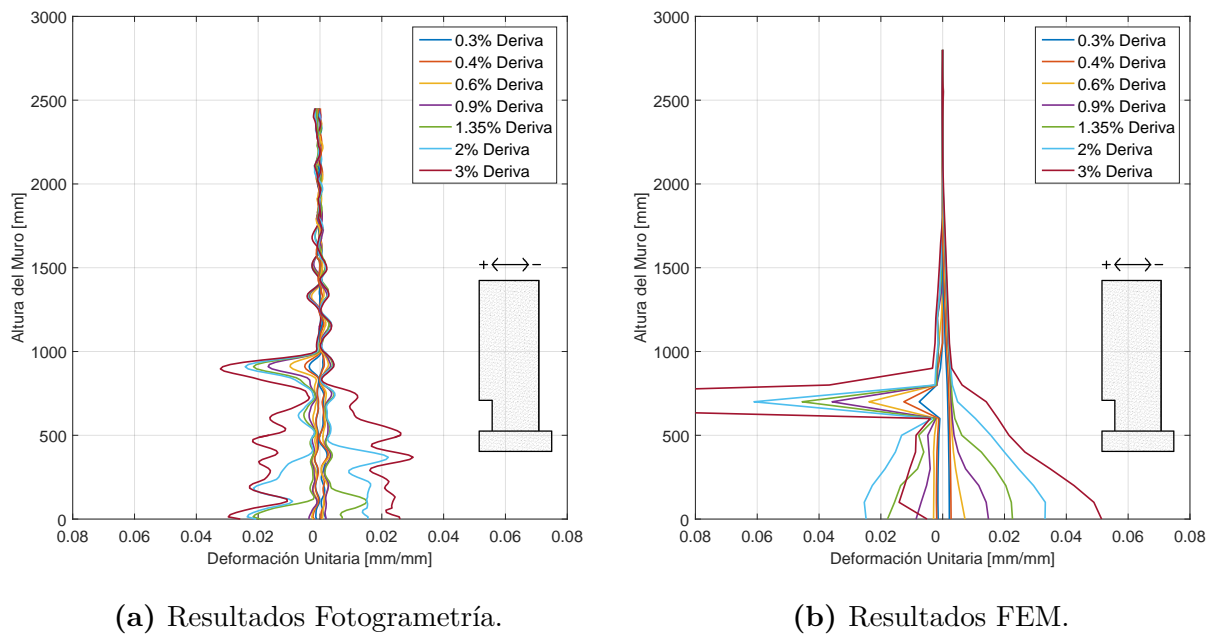 3000
2500
2000
1500
1000
500
0
0.08
0.06
0.04
0.02
0
0.02
0.04
0.06
0.08
Altura del Muro [mm]
Deformación Unitaria [mm/mm]
0.3% Deriva
0.4% Deriva
0.6% Deriva
0.9% Deriva
1.35% Deriva
2% Deriva
3% Deriva
+ −
(a) Resultados Fotogrametría.
3000
2500
2000
1500
1000
500
0
0.08
0.06
0.04
0.02
0
0.02
0.04
0.06
0.08
Altura del Muro [mm]
Deformación Unitaria [mm/mm]
0.3% Deriva
0.4% Deriva
0.6% Deriva
0.9% Deriva
1.35% Deriva
2% Deriva
3% Deriva
+ −
(b) Resultados FEM.